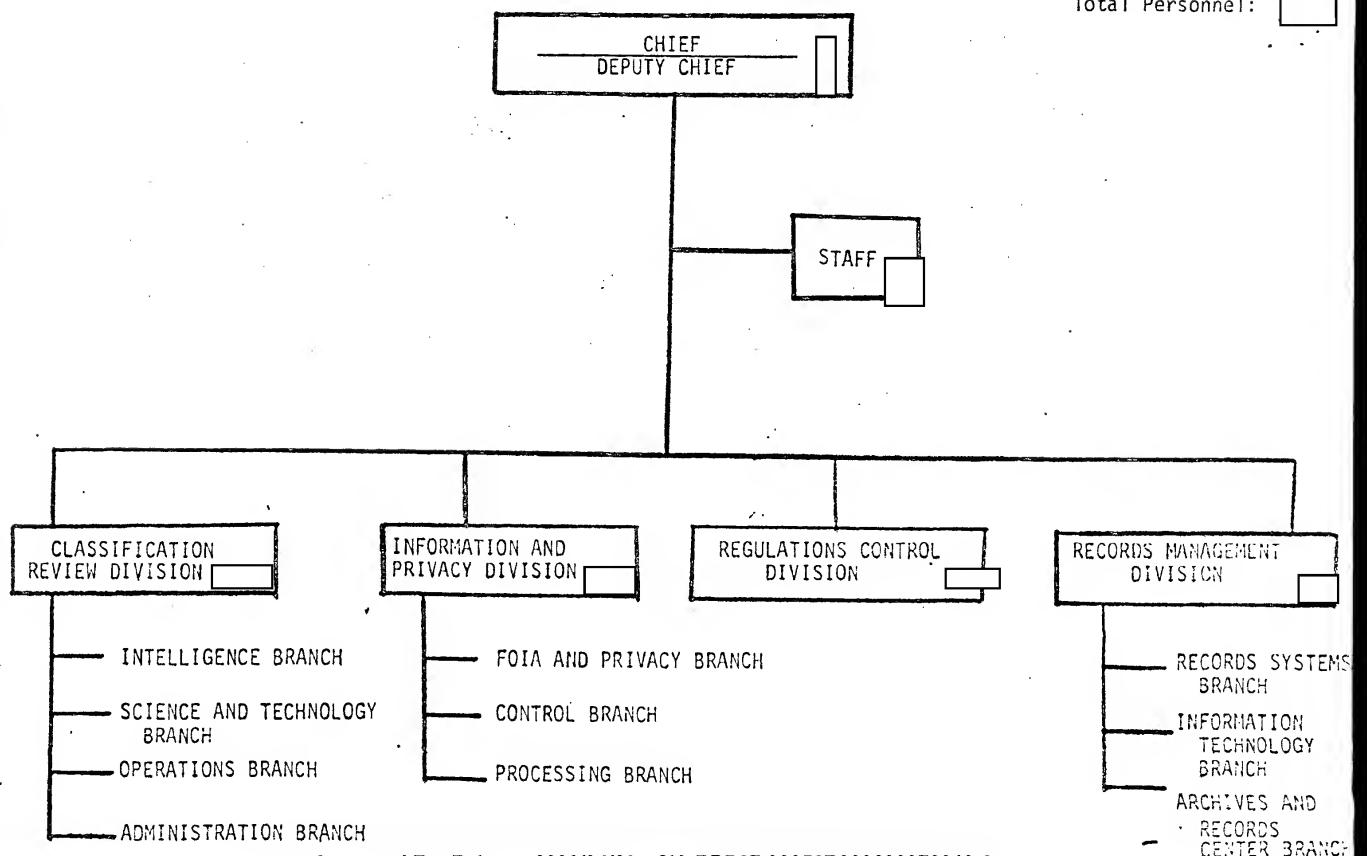 Total Personnel:
CHIEF
DEPUTY CHIEF
STAFF
CLASSIFICATION
REVIEW DIVISION
INFORMATION AND
PRIVACY DIVISION
REGULATIONS CONTROL
DIVISION
RECORDS MANAGEMENT
DIVISION
INTELLIGENCE BRANCH
SCIENCE AND TECHNOLOGY
BRANCH
OPERATIONS BRANCH
ADMINISTRATION BRANCH
FOIA AND PRIVACY BRANCH
CONTROL BRANCH
PROCESSING BRANCH
RECORDS SYSTEMS
BRANCH
INFORMATION
TECHNOLOGY
BRANCH
ARCHIVES AND
RECORDS
CENTER BRANCH